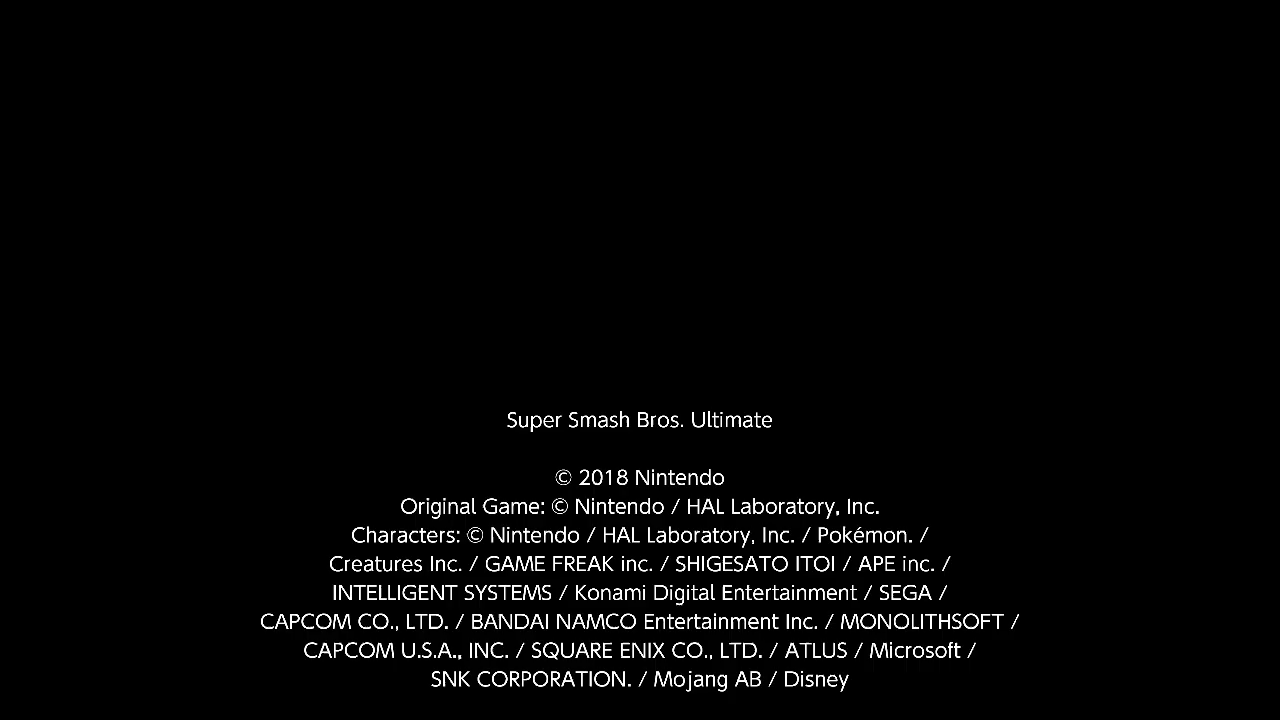 Super Smash Bros. Ultimate
© 2018 Nintendo
Original Game: © Nintendo / HAL Laboratory, Inc.
Characters: © Nintendo / HAL Laboratory, Inc. / Pokémon. /
Creatures Inc. / GAME FREAK inc. / SHIGESATO ITOI / APE inc. /
INTELLIGENT SYSTEMS / Konami Digital Entertainment / SEGA /
CAPCOM CO., LTD. / BANDAI NAMCO Entertainment Inc. / MONOLITHSOFT /
CAPCOM U.S.A., INC. / SQUARE ENIX CO., LTD. / ATLUS / Microsoft /
SNK CORPORATION. / Mojang AB / Disney